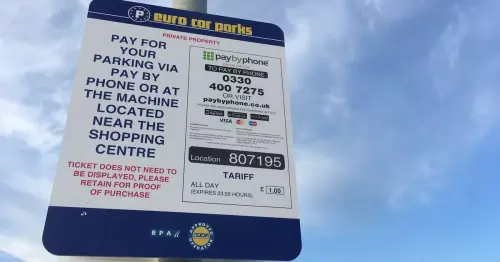 P
euro car parks
PRIVATE PROPERTY
PAY FOR
YOUR
PARKING VIA
PAY BY
PHONE OR AT
THE MACHINE
LOCATED
NEAR THE
SHOPPING
CENTRE
TICKET DOES NOT NEED TO
BE DISPLAYED, PLEASE
RETAIN FOR PROOF
OF PURCHASE
paybyphone
TO PAY BY PHONE
0330
400 7275
OR VISIT
paybyphone.co.uk
VISA
Location 807195
TARIFF
ALL DAY
(EXPIRES 23.59 HOURS) £ 1.00
BPA
APPROVED
BPA
OPERATOR